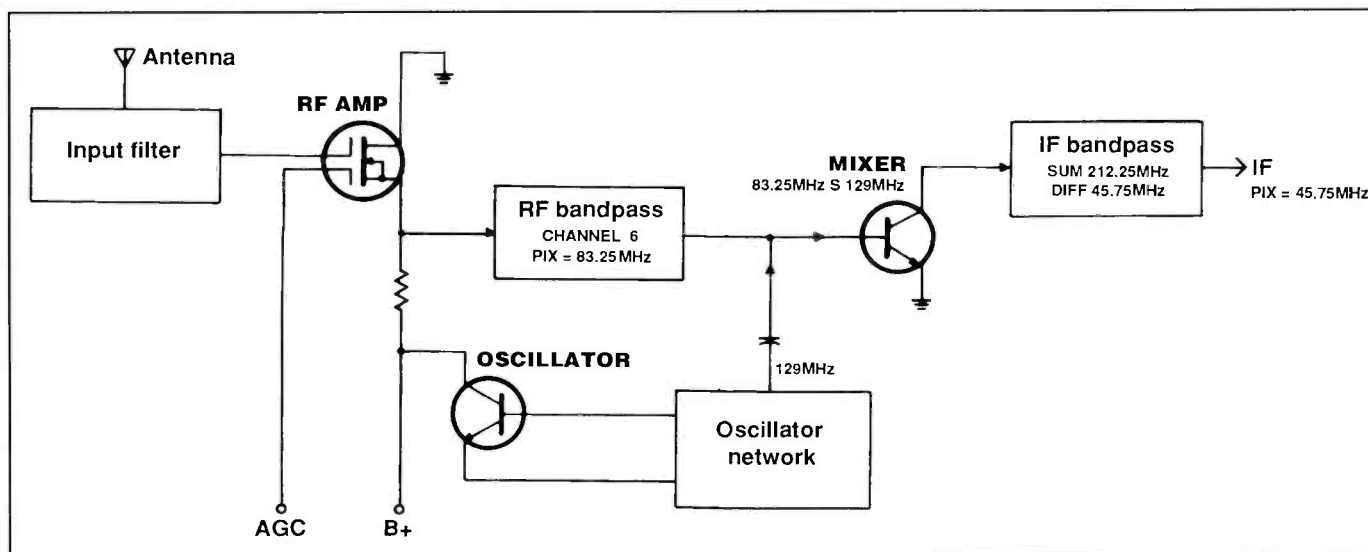 Antenna
Input filter
RF AMP
RF bandpass
CHANNEL 6
PIX = 83.25MHz
MIXER
83.25MHz S 129MHz
IF bandpass
SUM 212.25MHz
DIFF 45.75MHz
IF
PIX = 45.75MHz
OSCILLATOR
129MHz
Oscillator
network
AGC
B+